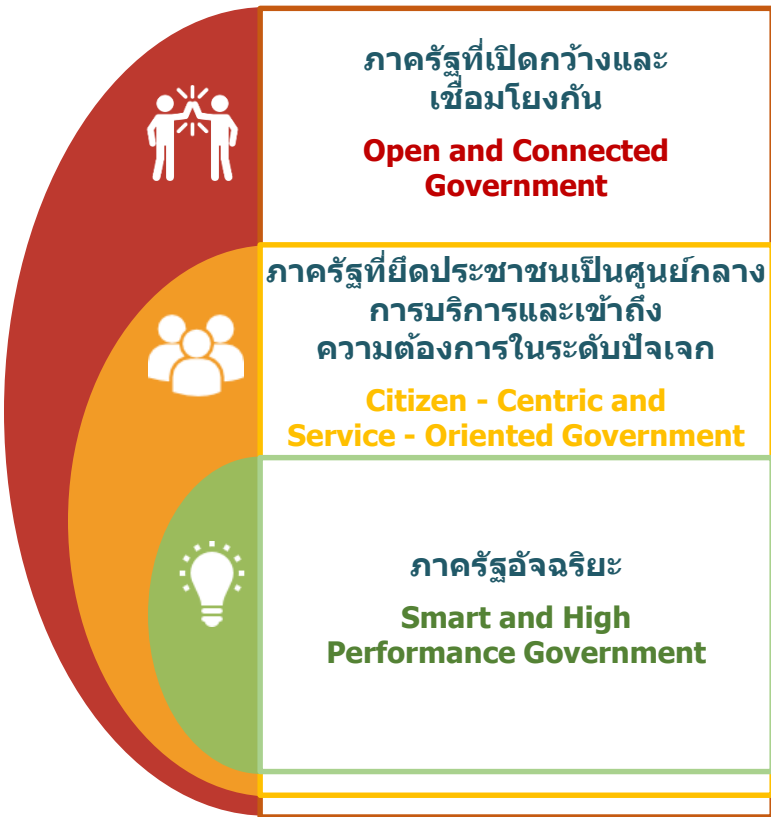 ภาครัฐที่เปิดกว้างและ
เชื่อมโยงกัน
Open and Connected
Government
ภาครัฐที่ยึดประชาชนเป็นศูนย์กลาง
การบริการและเข้าถึง
ความต้องการในระดับปัจเจก
Citizen - Centric and
Service - Oriented Government
ภาครัฐอัจฉริยะ
Smart and High
Performance Government